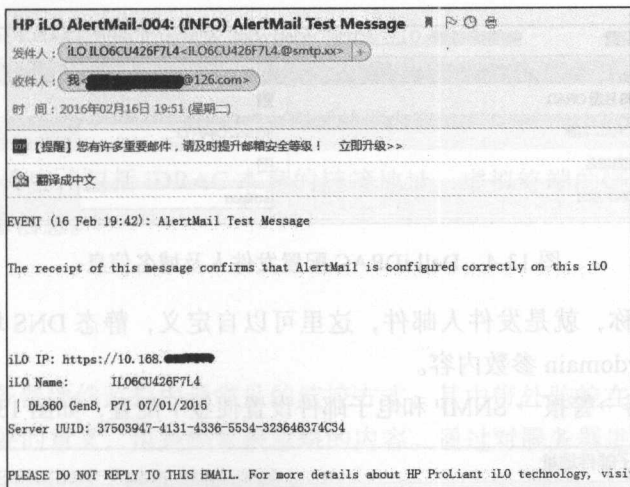 HP iLO AlertMail-004: (INFO) AlertMail Test Message
发件人：iLO ILO6CU426F7L4<ILO6CU426F7L4.@smtp.xx> +
收件人：我< @126.com>
时 间：2016年02月16日 19:51 (星期二)
【提醒】您有许多重要邮件，请及时提升邮箱安全等级！ 立即升级>>
翻译成中文
EVENT (16 Feb 19:42): AlertMail Test Message
The receipt of this message confirms that AlertMail is configured correctly on this iLO
iLO IP: https://10.168.
iLO Name: ILO6CU426F7L4
DL320 Gen8, P71 07/01/2013
Server UUID: 37503947-4131-4336-5534-323646374C34
PLEASE DO NOT REPLY TO THIS EMAIL. For more details about HP ProLiant iLO technology, visi